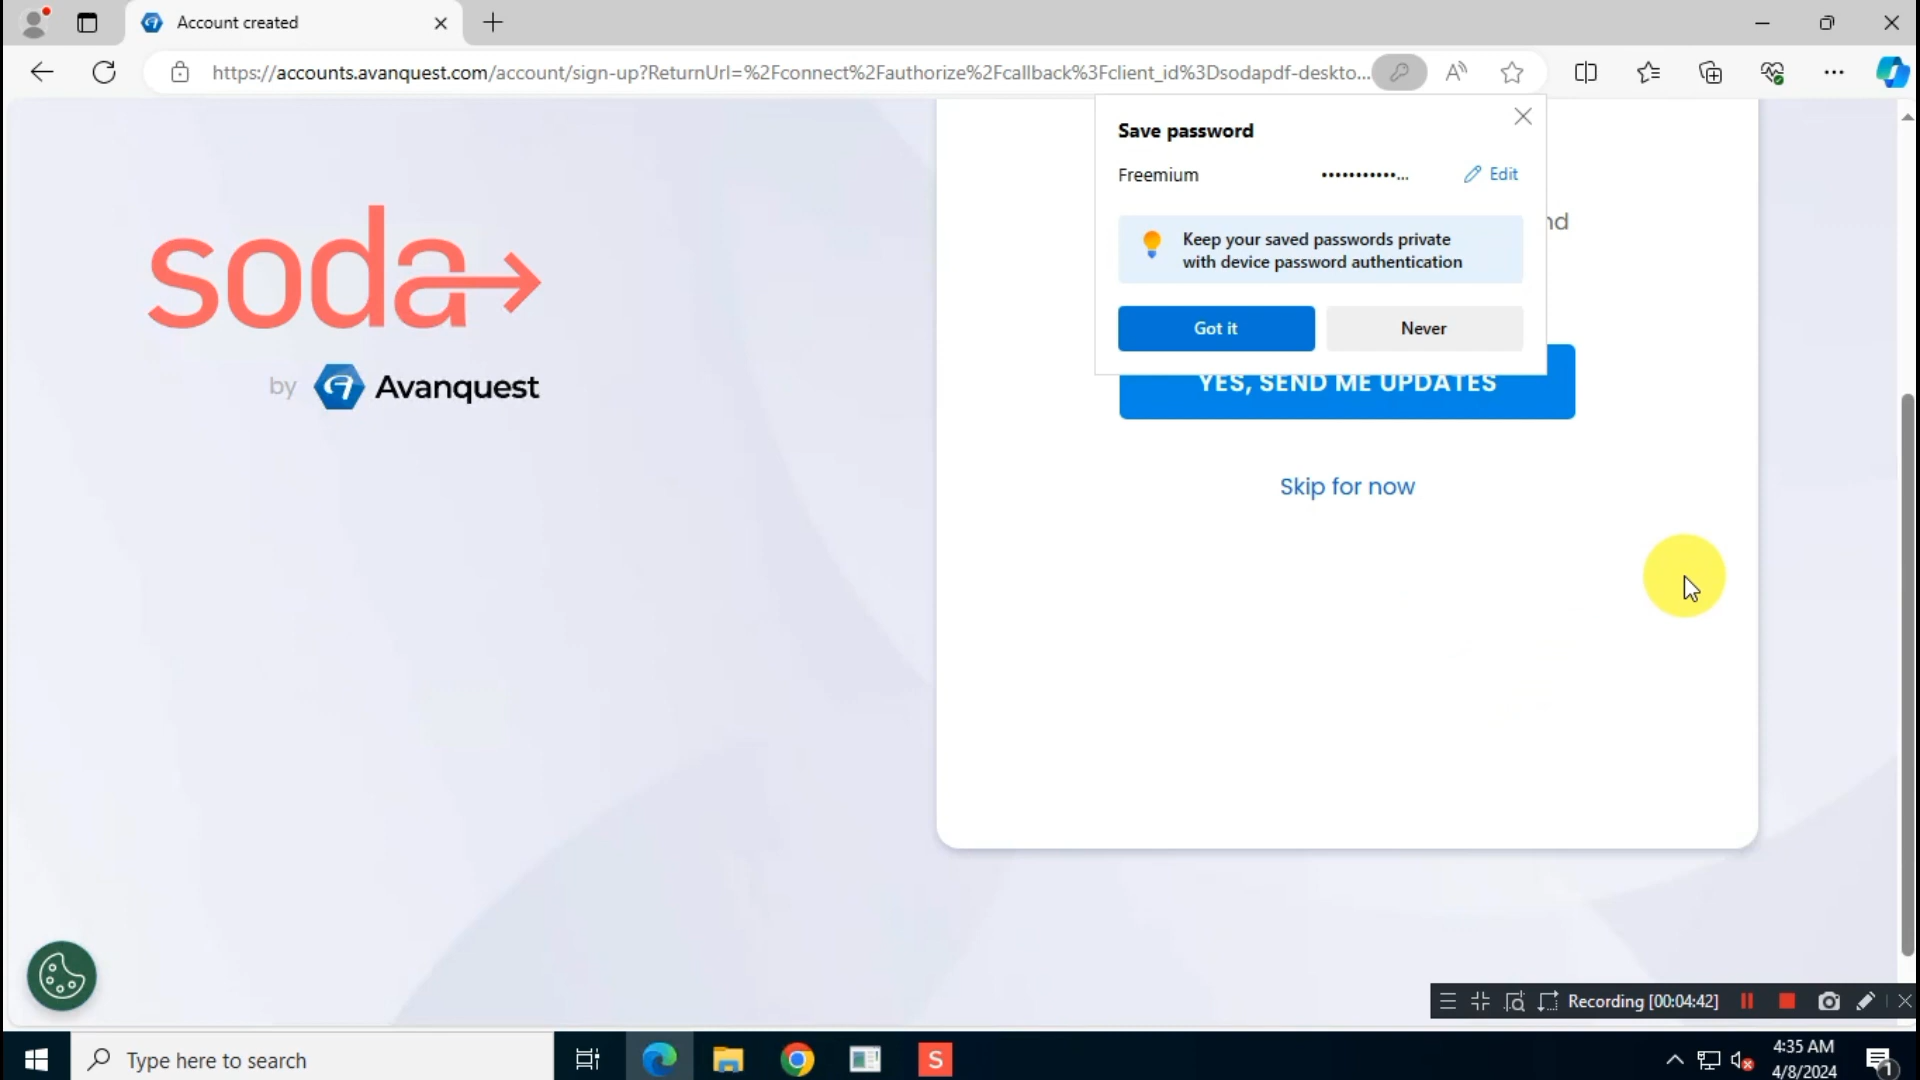 Account created
https://accounts.avanquest.com/account/sign-up?ReturnUrl=%2Fconnect%2Fauthorize%2Fcallback%3Fclient_id%3Dsodapdf-deskto...
Save password
Freemium ••••••••••••... Edit
Keep your saved passwords private
with device password authentication
nd
Got it Never
YES, SEND ME UPDATES
Skip for now
soda
by Avanquest
Recording [00:04:42]
Type here to search
S
4:35 AM
4/8/2024
1